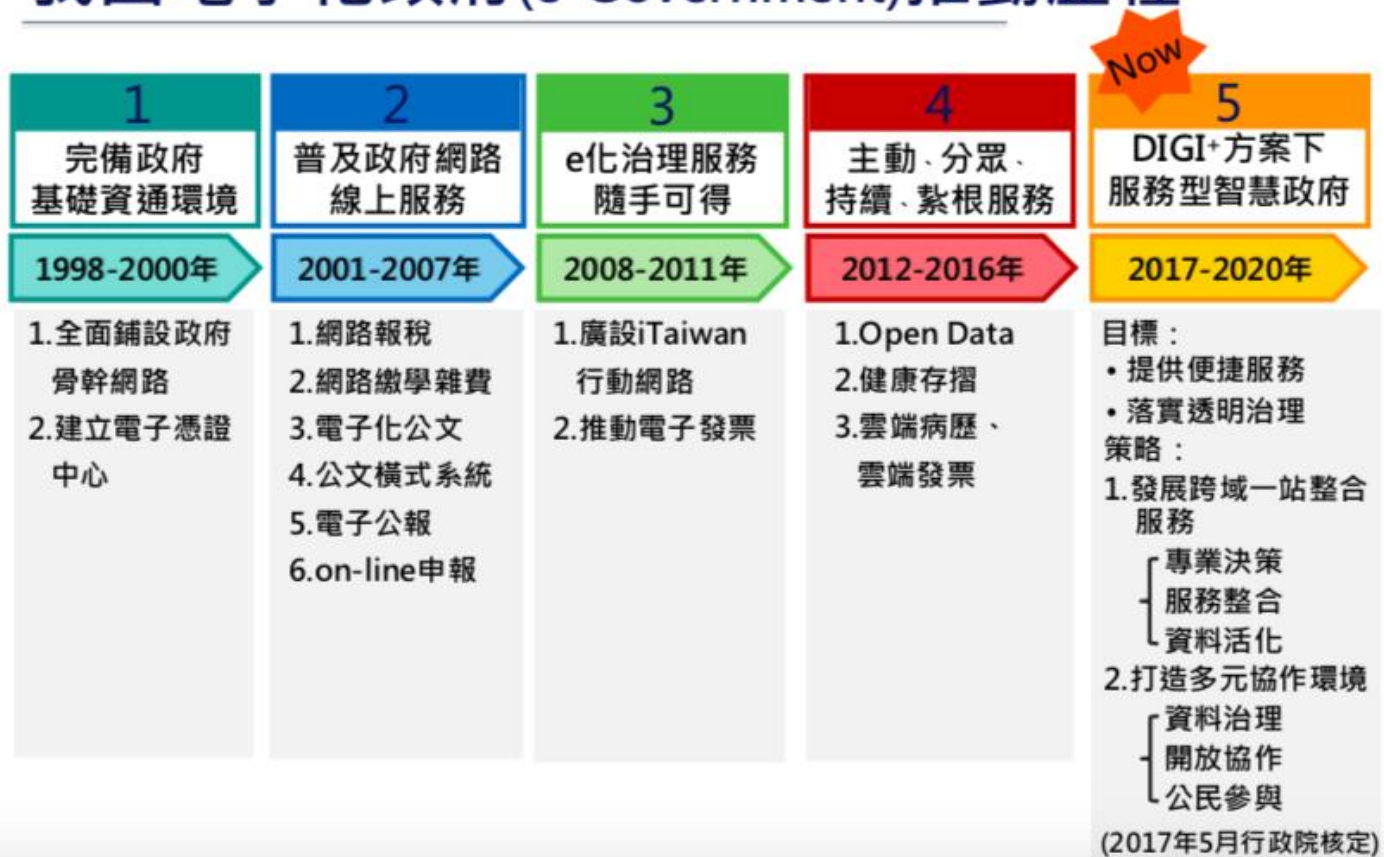 我國電子化政府(e-Government)推動歷程
Now
1
完備政府
基礎資通環境
1998-2000年
1.全面鋪設政府
骨幹網路
2.建立電子憑證
中心
2
普及政府網路
線上服務
2001-2007年
1.網路報稅
2.網路繳學雜費
3.電子化公文
4.公文橫式系統
5.電子公報
6.on-line申報
3
e化治理服務
隨手可得
2008-2011年
1.廣設iTaiwan
行動網路
2.推動電子發票
4
主動、分眾、
持續、紮根服務
2012-2016年
1.Open Data
2.健康存摺
3.雲端病歷、
雲端發票
5
DIGI⁺方案下
服務型智慧政府
2017-2020年
目標：
•提供便捷服務
•落實透明治理
策略：
1.發展跨域一站整合
服務
專業決策
服務整合
資料活化
2.打造多元協作環境
資料治理
開放協作
公民參與
(2017年5月行政院核定)